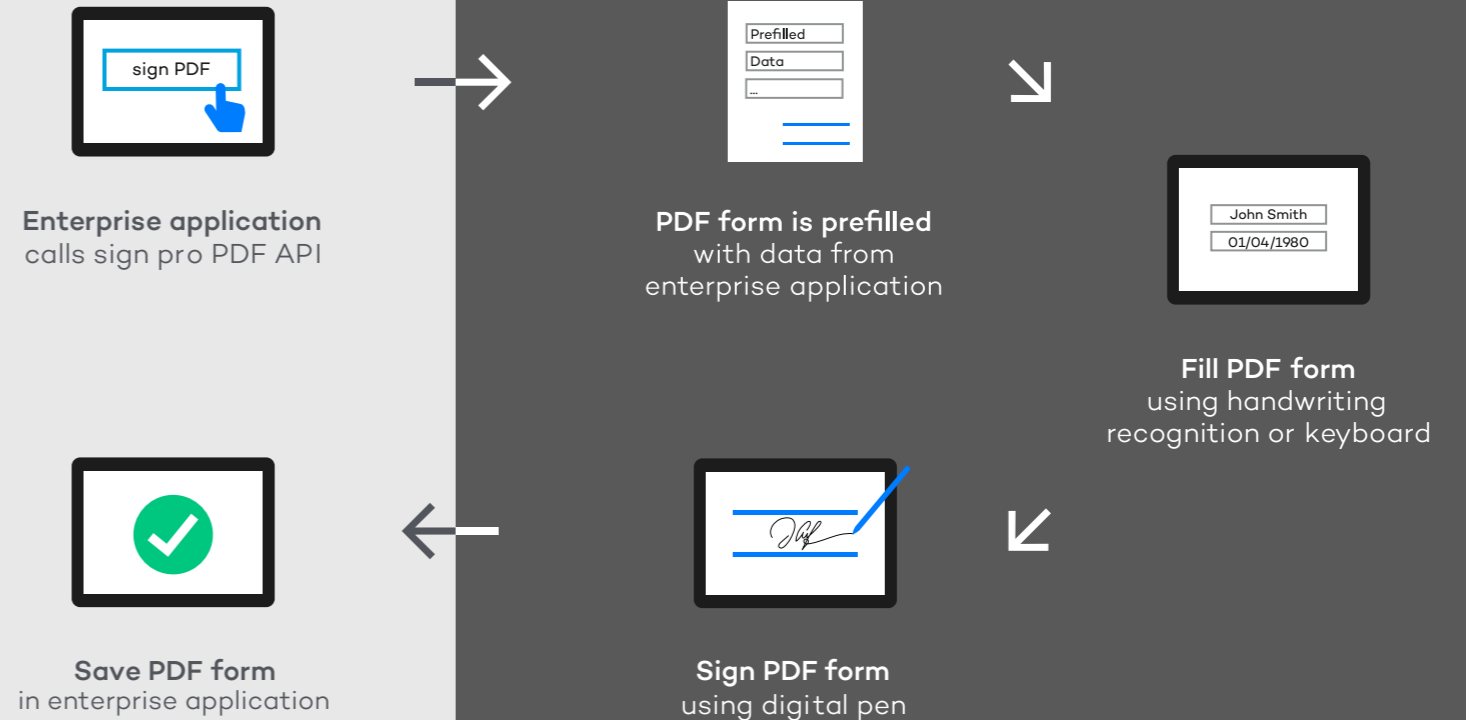 sign PDF
Enterprise application
calls sign pro PDF API
Prefilled
Data
...
PDF form is prefilled
with data from
enterprise application
John Smith
01/04/1980
Fill PDF form
using handwriting
recognition or keyboard
Sign PDF form
using digital pen
Save PDF form
in enterprise application